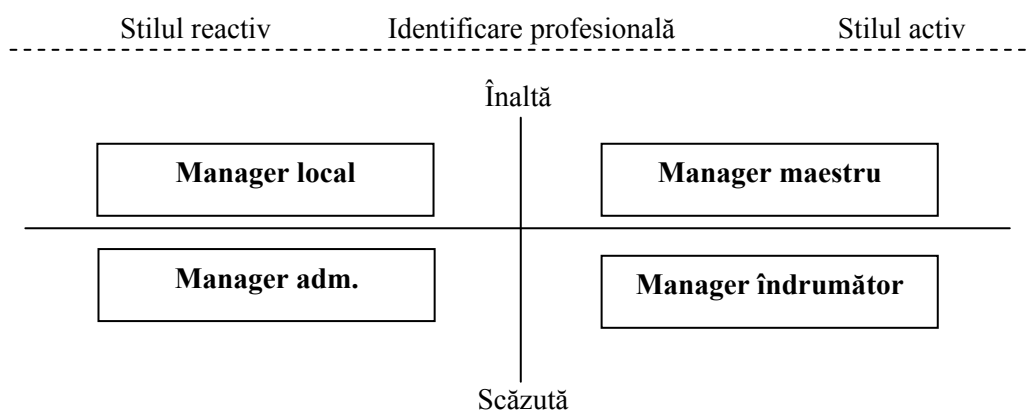 Stilul reactiv Identificare profesională Stilul activ
Înaltă
Manager local Manager maestru
Manager adm. Manager îndrumător
Scăzută